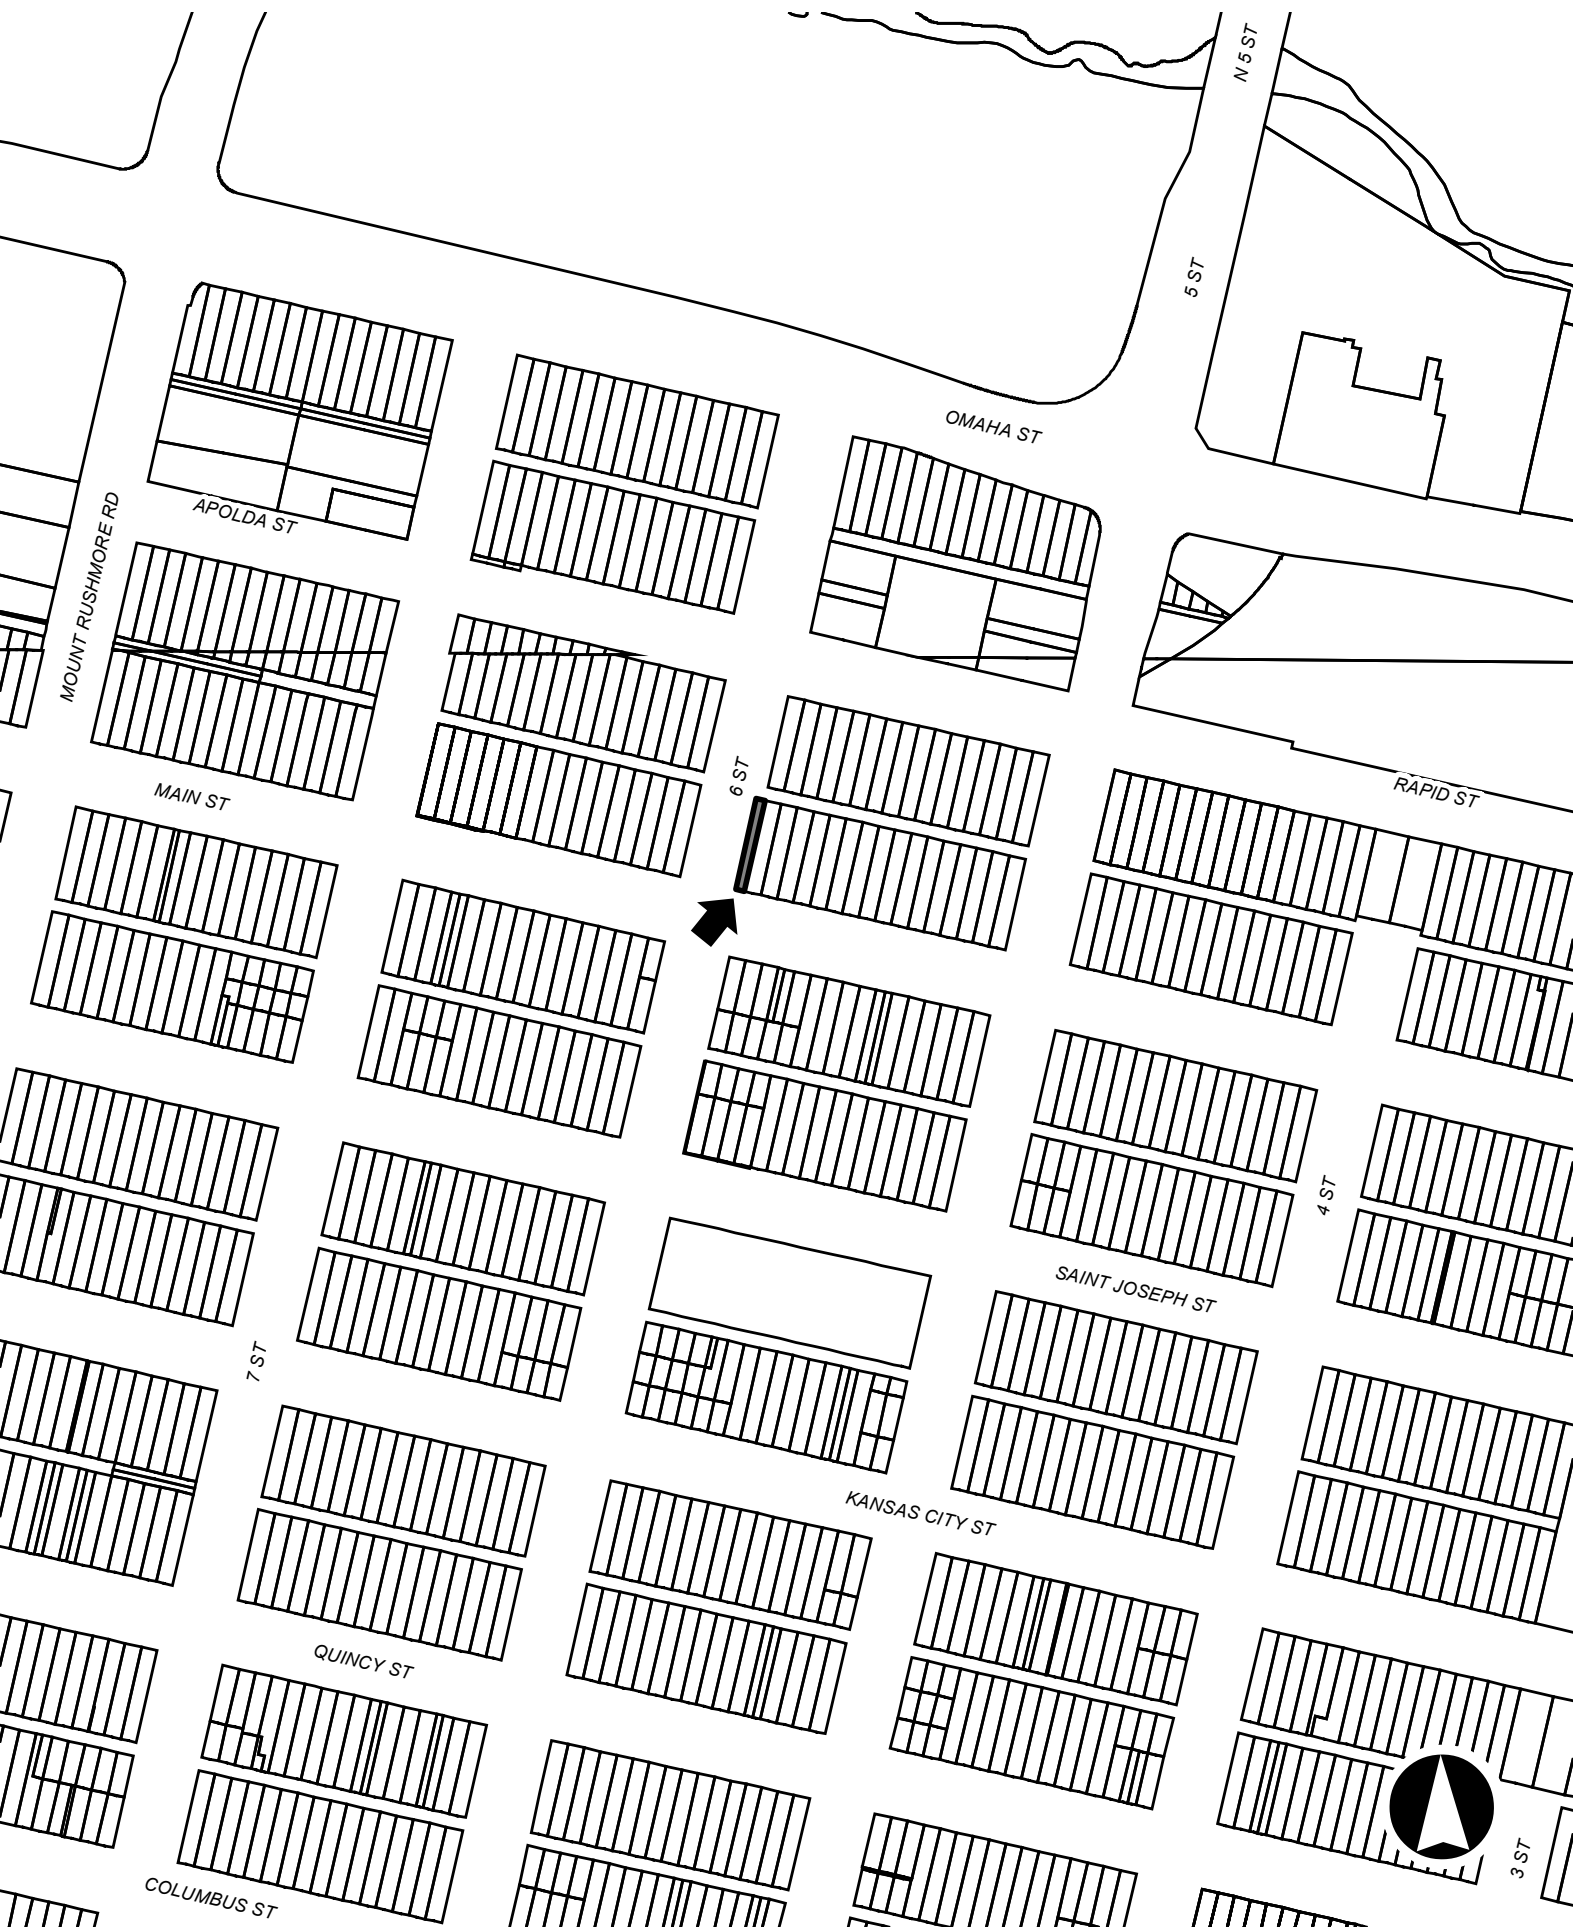 N 5 ST
5 ST
OMAHA ST
APOLDA ST
MOUNT RUSHMORE RD
6 ST
MAIN ST
RAPID ST
4 ST
SAINT JOSEPH ST
7 ST
KANSAS CITY ST
QUINCY ST
3 ST
COLUMBUS ST